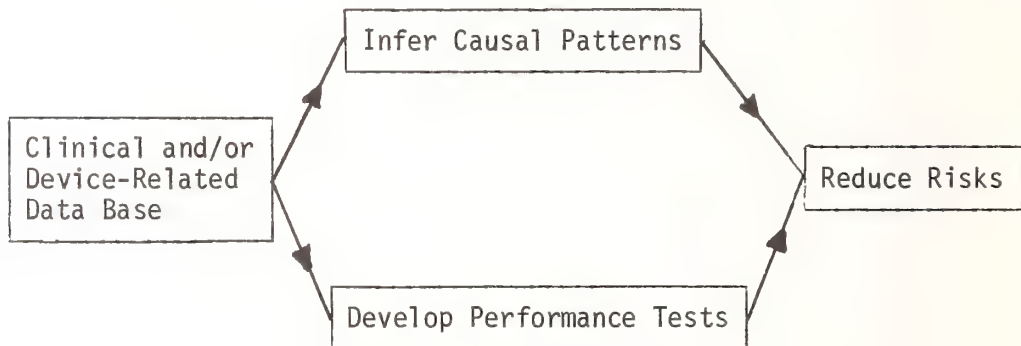 Infer Causal Patterns
Clinical and/or
Device-Related
Data Base
Reduce Risks
Develop Performance Tests